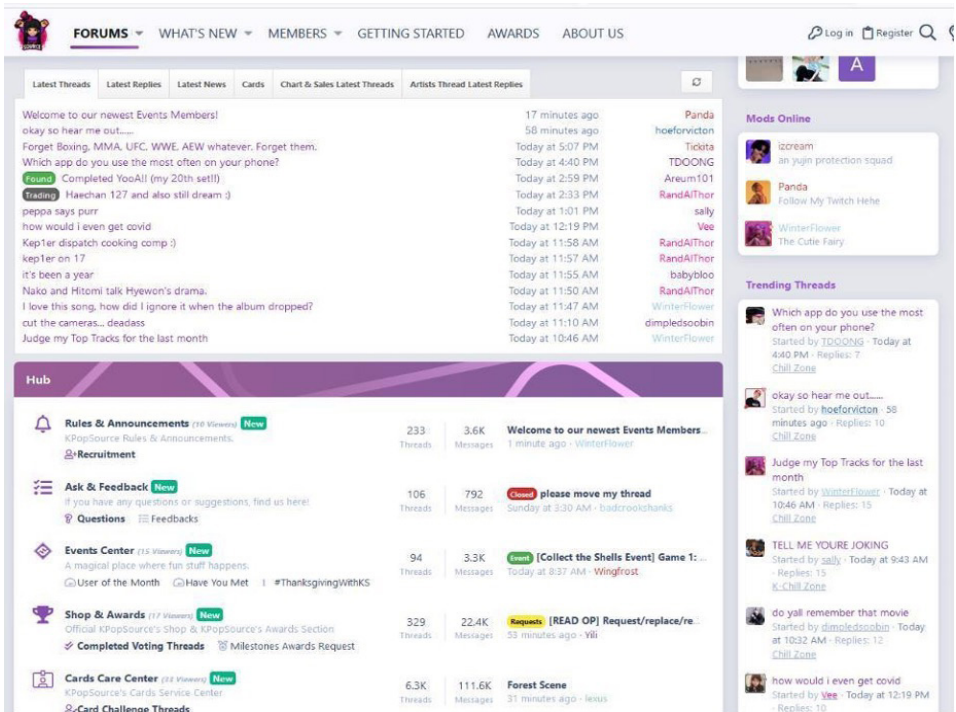 FORUMS WHAT'S NEW MEMBERS GETTING STARTED AWARDS ABOUT US Log in Register
Latest Threads Latest Replies Latest News Cards Chart & Sales Latest Threads Artists Thread Latest Replies
Welcome to our newest Events Members! 17 minutes ago Panda
okay so hear me out...... 58 minutes ago hoeforvicton
Forget Boxing, MMA, UFC, WWE, AEW whatever. Forget them. Today at 5:07 PM Tickita
Which app do you use the most often on your phone? Today at 4:40 PM TDOONG
Found Completed YooA!! (my 20th set!!) Today at 2:59 PM Areum101
Trading Haechan 127 and also still dream :) Today at 2:33 PM RandAlThor
peppa says purr Today at 1:01 PM sally
how would i even get covid Today at 12:19 PM Vee
Kep1er dispatch cooking comp :) Today at 11:58 AM RandAlThor
kep1er on 17 Today at 11:57 AM RandAlThor
it's been a year Today at 11:55 AM babybloo
Nako and Hitomi talk Hyewon's drama. Today at 11:50 AM RandAlThor
I love this song, how did I ignore it when the album dropped? Today at 11:47 AM WinterFlower
cut the cameras... deadass Today at 11:10 AM dimpledsoobin
Judge my Top Tracks for the last month Today at 10:46 AM WinterFlower
Hub
Rules & Announcements (10 Viewers) New
KPopSource Rules & Announcements.
Recruitment
233 Threads
3.6K Messages
Welcome to our newest Events Members...
1 minute ago · WinterFlower
Ask & Feedback New
If you have any questions or suggestions, find us here!
Questions Feedbacks
106 Threads
792 Messages
Closed please move my thread
Sunday at 3:30 AM · badcrookshanks
Events Center (15 Viewers) New
A magical place where fun stuff happens.
User of the Month Have You Met #ThanksgivingWithKS
94 Threads
3.3K Messages
Event [Collect the Shells Event] Game 1: ...
Today at 8:37 AM · Wingfrost
Shop & Awards (17 Viewers) New
Official KPopSource's Shop & KPopSource's Awards Section
Completed Voting Threads Milestones Awards Request
329 Threads
22.4K Messages
Requests [READ OP] Request/replace/re...
53 minutes ago · Yili
Cards Care Center New
KPopSource's Cards Service Center
Card Challenge Threads
6.3K Threads
111.6K Messages
Forest Scene
31 minutes ago · lexus
A
Mods Online
izcream
an yujin protection squad
Panda
Follow My Twitch Hehe
WinterFlower
The Cutie Fairy
Trending Threads
Which app do you use the most
often on your phone?
Started by TDOONG · Today at
4:40 PM · Replies: 7
Chill Zone
okay so hear me out......
Started by hoeforvicton · 58
minutes ago · Replies: 10
Chill Zone
Judge my Top Tracks for the last
month
Started by WinterFlower · Today at
10:46 AM · Replies: 15
Chill Zone
TELL ME YOURE JOKING
Started by sally · Today at 9:43 AM
· Replies: 15
K-Chill Zone
do yall remember that movie
Started by dimpledsoobin · Today
at 10:32 AM · Replies: 12
Chill Zone
how would i even get covid
Started by Vee · Today at 12:19 PM
· Replies: 10